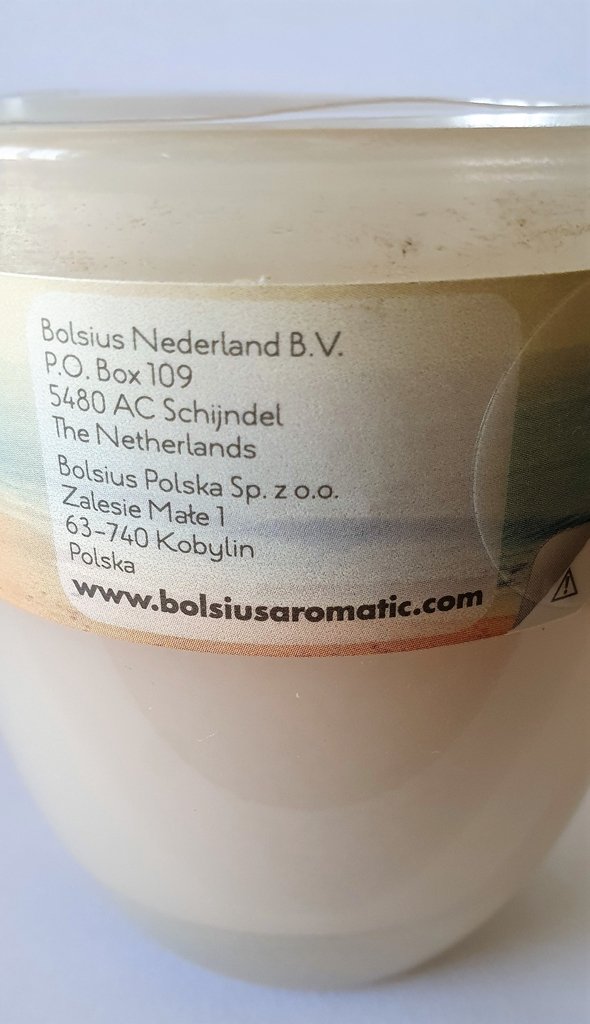 Bolsius Nederland B.V.
P.O. Box 109
5480 AC Schijndel
The Netherlands
Bolsius Polska Sp. z o.o.
Zalesie Małe 1
63-740 Kobylin
Polska
www.bolsiusaromatic.com